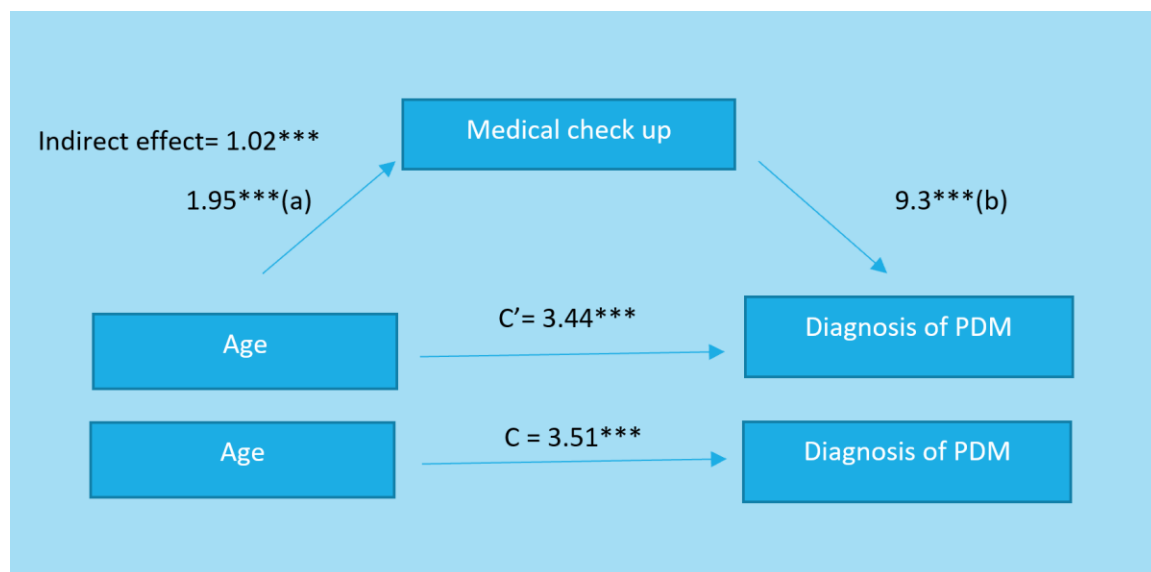 Medical check up
Indirect effect= 1.02***
1.95***(a)
9.3***(b)
Age
C’= 3.44***
Diagnosis of PDM
Age
C = 3.51***
Diagnosis of PDM